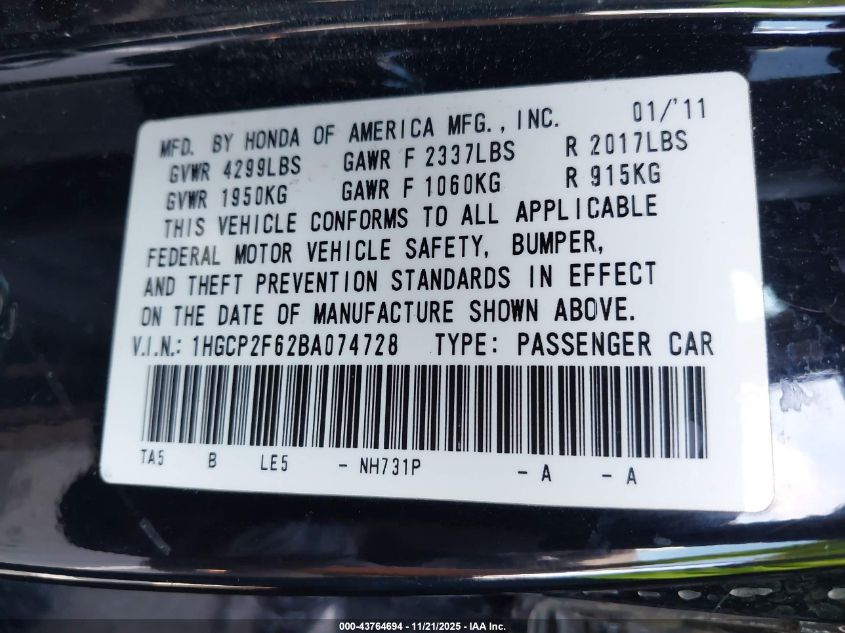 MFD. BY HONDA OF AMERICA MFG., INC. 01/'11
GVWR 4299LBS GAWR F 2337LBS R 2017LBS
GVWR 1950KG GAWR F 1060KG R 915KG
THIS VEHICLE CONFORMS TO ALL APPLICABLE
FEDERAL MOTOR VEHICLE SAFETY, BUMPER,
AND THEFT PREVENTION STANDARDS IN EFFECT
ON THE DATE OF MANUFACTURE SHOWN ABOVE.
V.I.N.: 1HGCP2F62BA074728 TYPE: PASSENGER CAR
TA5 B LE5 - NH731P - A - A
000-43764694 - 11/21/2025 - IAA Inc.